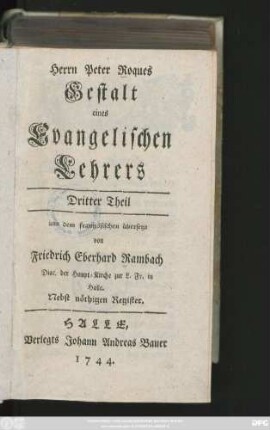 Herrn Peter Roques
Gestalt
eines
Evangelischen
Lehrers
Dritter Theil
aus dem französischen übersetzt
von
Friedrich Eberhard Rambach
Diac. der Haupt-Kirche zur L. Fr. in
Halle.
Nebst nöthigen Register.
HALLE,
Verlegts Johann Andreas Bauer
1744.